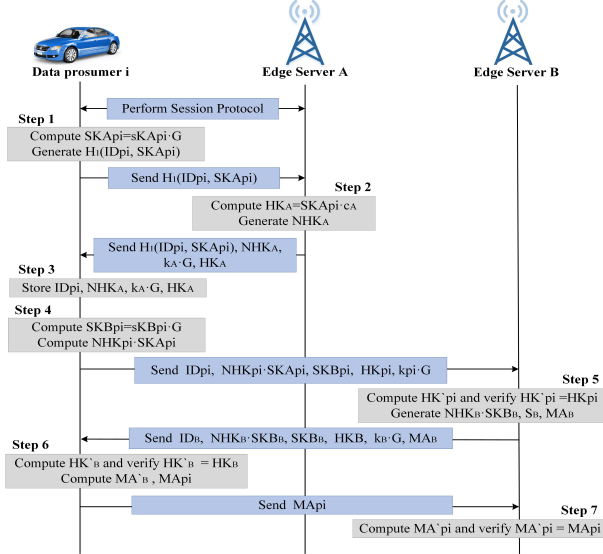 Data prosumer i
Edge Server A
Edge Server B
Perform Session Protocol
Step 1
Compute SKApi=sKApi·G
Generate H₁(IDpi, SKApi)
Send H₁(IDpi, SKApi)
Step 2
Compute HKA=SKApi·cA
Generate NHKA
Send H₁(IDpi, SKApi), NHKA,
kA·G, HKA
Step 3
Store IDpi, NHKA, kA·G, HKA
Step 4
Compute SKBpi=sKBpi·G
Compute NHKpi·SKApi
Send IDpi, NHKpi·SKApi, SKBpi, HKpi, kpi·G
Step 5
Compute HK`pi and verify HK`pi =HKpi
Generate NHKB·SKBB, SB, MAB
Send IDB, NHKB·SKBB, SKBB, HKB, kB·G, MAB
Step 6
Compute HK`B and verify HK`B = HKB
Compute MA`B , MApi
Send MApi
Step 7
Compute MA`pi and verify MA`pi = MApi